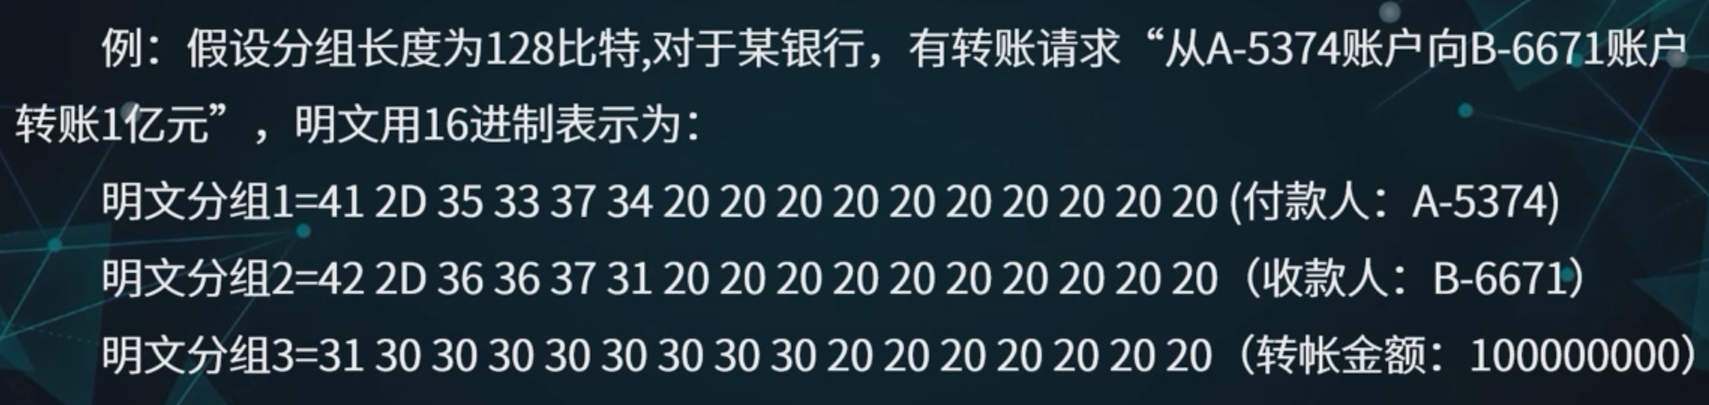 例：假设分组长度为128比特,对于某银行，有转账请求“从A-5374账户向B-6671账户
转账1亿元”，明文用16进制表示为：
明文分组1=41 2D 35 33 37 34 20 20 20 20 20 20 20 20 20 20 (付款人：A-5374)
明文分组2=42 2D 36 36 37 31 20 20 20 20 20 20 20 20 20 20（收款人：B-6671）
明文分组3=31 30 30 30 30 30 30 30 30 20 20 20 20 20 20 20（转帐金额：100000000）